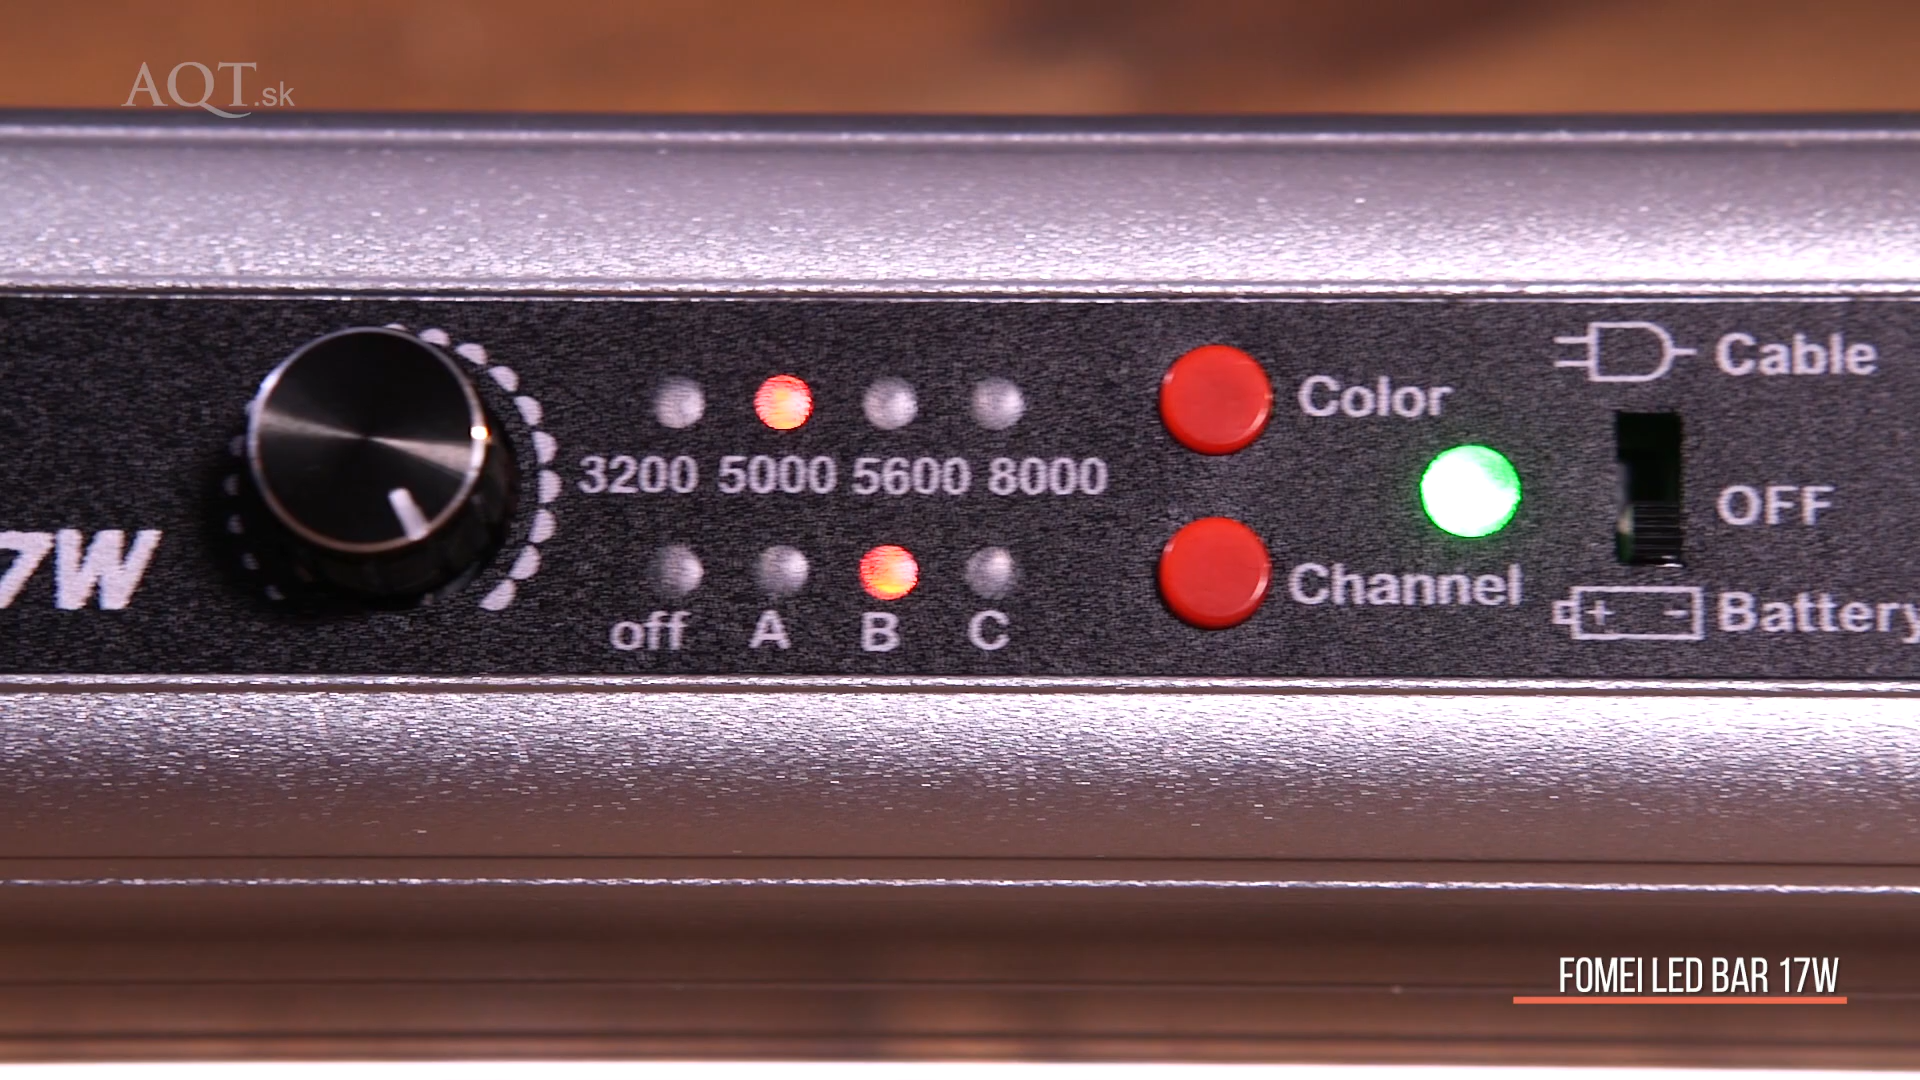 AQT.sk
7W
3200 5000 5600 8000
off A B C
Color
Channel
Cable
OFF
Battery
FOMEI LED BAR 17W